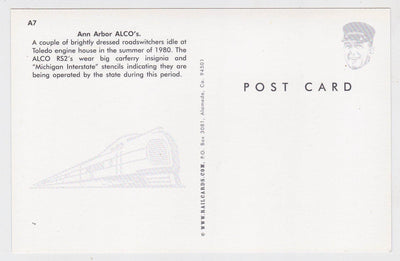 A7
Ann Arbor ALCO's.
A couple of brightly dressed roadswitchers idle at
Toledo engine house in the summer of 1980. The
ALCO RS2's wear big carferry insignia and
"Michigan Interstate" stencils indicating they are
being operated by the state during this period.
© WWW.RAILCARDS.COM, P.O. Box 3081, Alameda, Ca. 94501
POST CARD